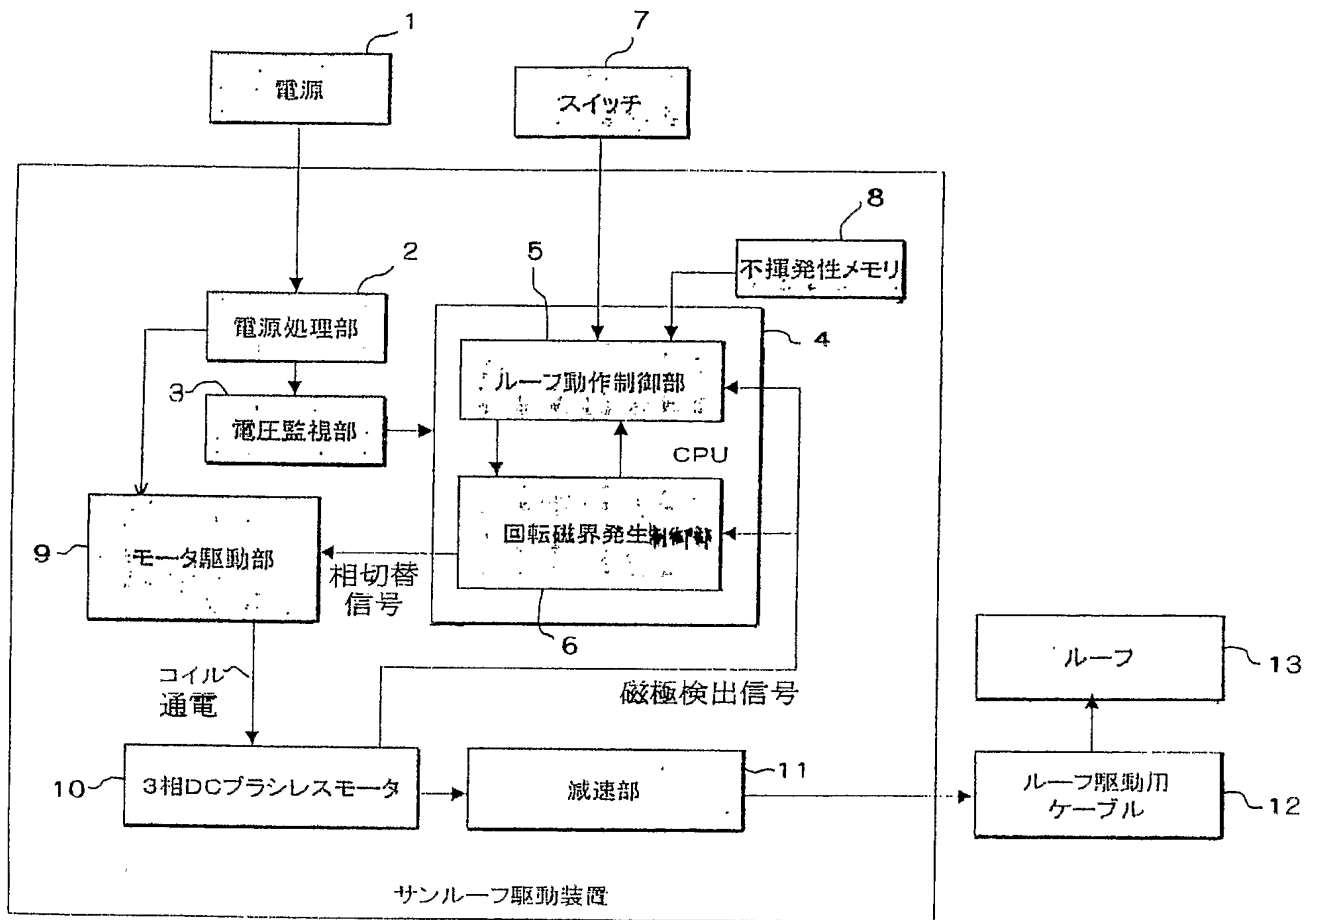 1
電源
7
スイッチ
8
不揮発性メモリ
2
電源処理部
5
4
ルーフ動作制御部
3
電圧監視部
CPU
回転磁界発生制御部
9
モータ駆動部
相切替
信号
6
ルーフ
13
コイル
通電
磁極検出信号
10
3相DCブラシレスモータ
減速部
11
ルーフ駆動用
ケーブル
12
サンルーフ駆動装置